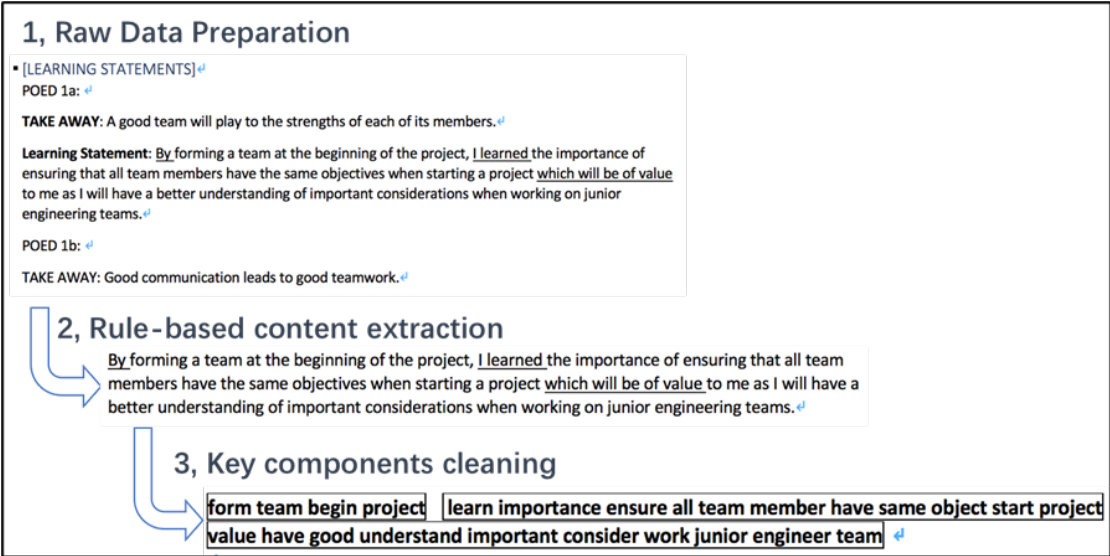 1, Raw Data Preparation
▪ [LEARNING STATEMENTS]↵
POED 1a: ↵
TAKE AWAY: A good team will play to the strengths of each of its members.↵
Learning Statement: By forming a team at the beginning of the project, I learned the importance of
ensuring that all team members have the same objectives when starting a project which will be of value
to me as I will have a better understanding of important considerations when working on junior
engineering teams.↵
POED 1b: ↵
TAKE AWAY: Good communication leads to good teamwork.↵
2, Rule-based content extraction
By forming a team at the beginning of the project, I learned the importance of ensuring that all team
members have the same objectives when starting a project which will be of value to me as I will have a
better understanding of important considerations when working on junior engineering teams.↵
3, Key components cleaning
form team begin project learn importance ensure all team member have same object start project
value have good understand important consider work junior engineer team ↵